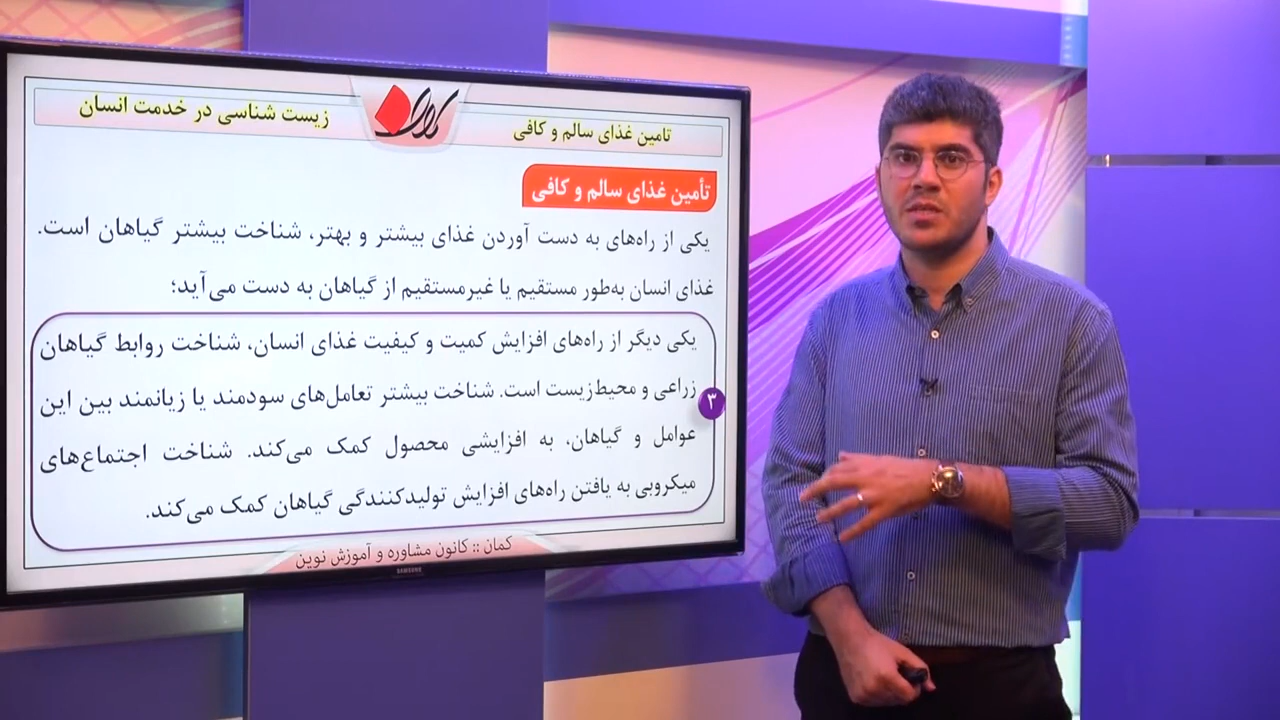 زیست شناسی در خدمت انسان
تامین غذای سالم و کافی
تأمین غذای سالم و کافی
یکی از راه‌های به دست آوردن غذای بیشتر و بهتر، شناخت بیشتر گیاهان است.
غذای انسان به‌طور مستقیم یا غیرمستقیم از گیاهان به دست می‌آید؛
یکی دیگر از راه‌های افزایش کمیت و کیفیت غذای انسان، شناخت روابط گیاهان
زراعی و محیط‌زیست است. شناخت بیشتر تعامل‌های سودمند یا زیانمند بین این
۳
عوامل و گیاهان، به افزایشی محصول کمک می‌کند. شناخت اجتماع‌های
میکروبی به یافتن راه‌های افزایش تولیدکنندگی گیاهان کمک می‌کند.
کمان :: کانون مشاوره و آموزش نوین
SAMSUNG